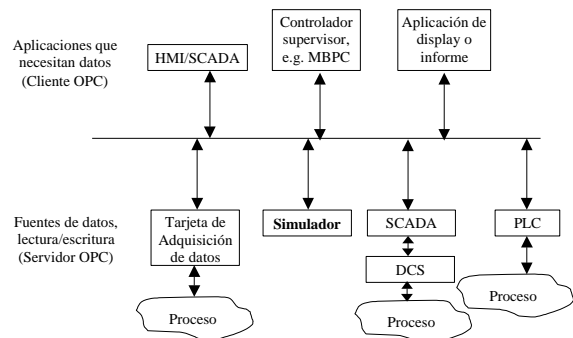 Aplicaciones que
necesitan datos
(Cliente OPC)
HMI/SCADA
Controlador
supervisor,
e.g. MBPC
Aplicación de
display o
informe
Fuentes de datos,
lectura/escritura
(Servidor OPC)
Tarjeta de
Adquisición
de datos
Simulador
SCADA
PLC
DCS
Proceso
Proceso
Proceso